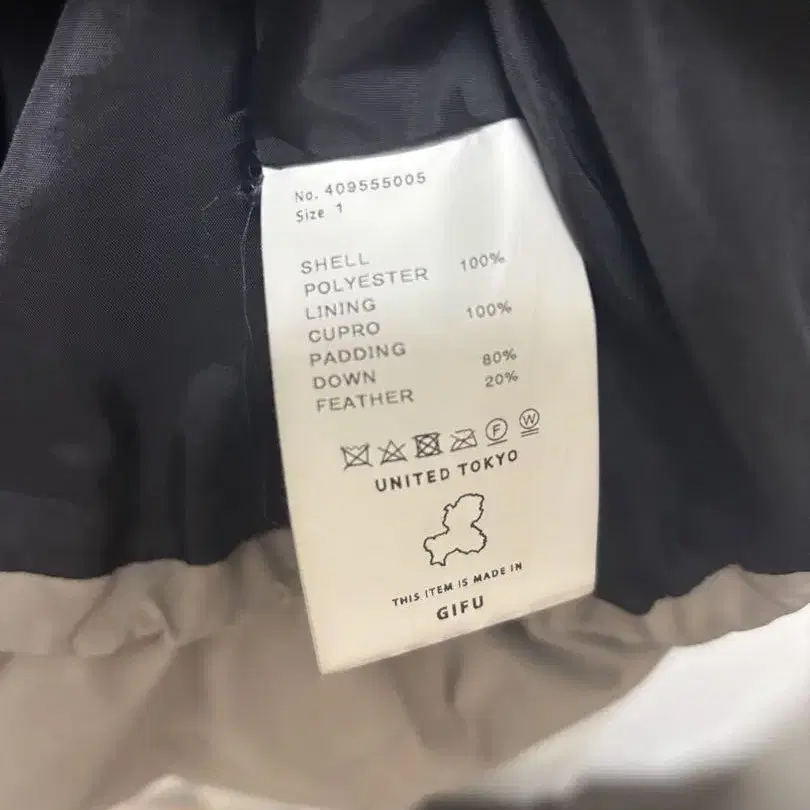 No. 409555005
Size 1
SHELL
POLYESTER 100%
LINING
CUPRO 100%
PADDING
DOWN 80%
FEATHER 20%
F W
UNITED TOKYO
THIS ITEM IS MADE IN
GIFU